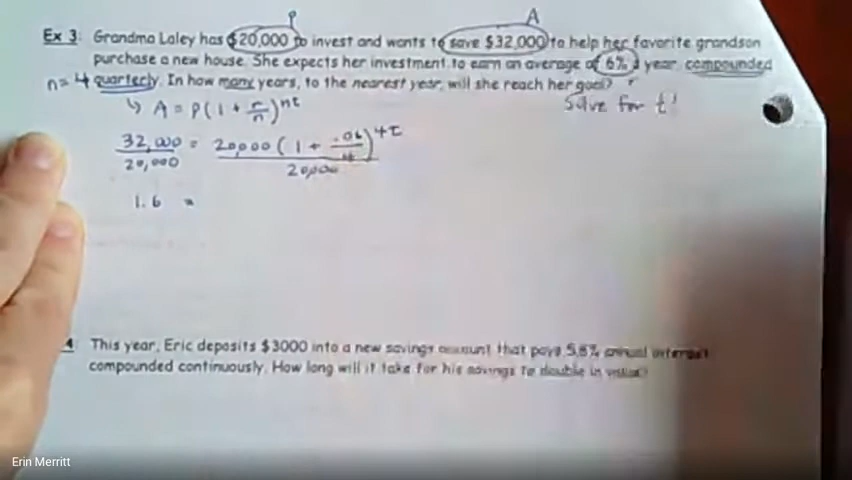 P A
Ex 3: Grandma Laley has $20,000 to invest and wants to save $32,000 to help her favorite grandson
purchase a new house. She expects her investment to earn an average of 6% a year, compounded
n=4 quarterly. In how many years, to the nearest year, will she reach her goal? r
↳ A = P(1 + r/n)^nt Solve for t!
32,000/20,000 = 20,000(1 + .06/4)^4t/20,000
1.6 =
4 This year, Eric deposits $3000 into a new savings account that pays 5.8% annual interest
compounded continuously. How long will it take for his savings to double in value?
Erin Merritt